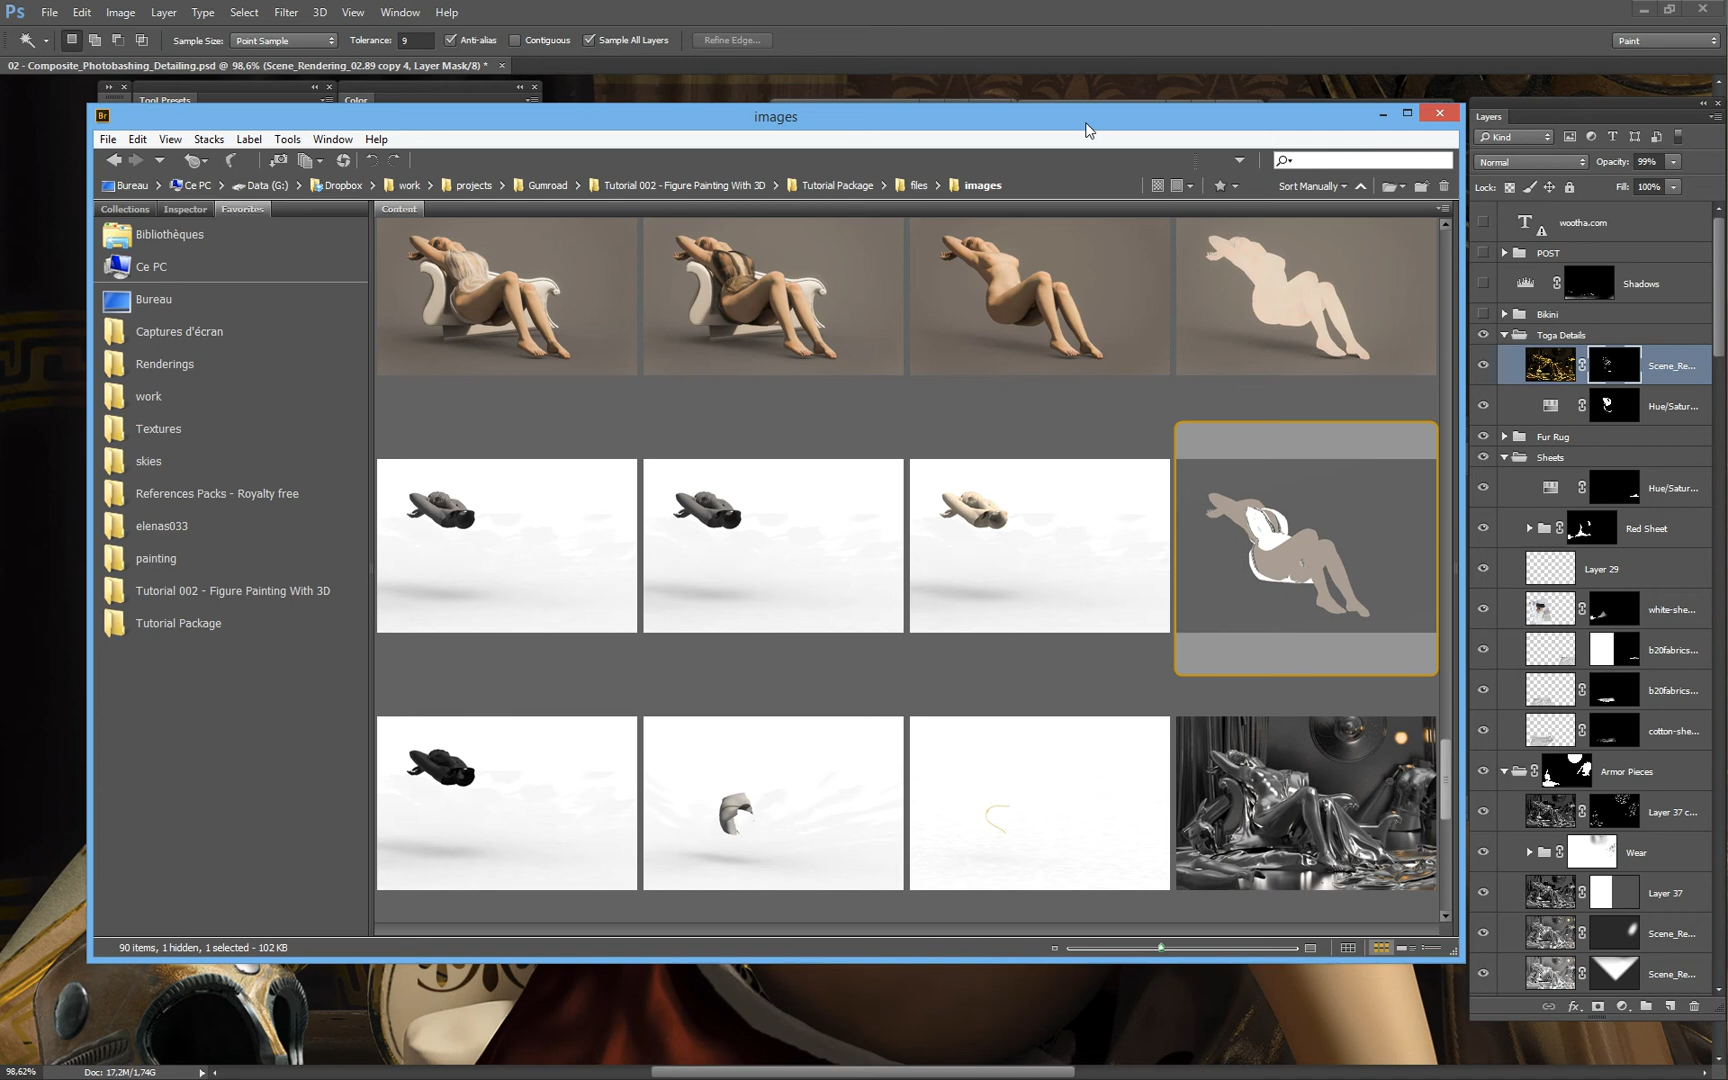 Ps File Edit Image Layer Type Select Filter 3D View Window Help
Sample Size: Point Sample Tolerance: 9 Anti-alias Contiguous Sample All Layers Refine Edge... Paint
02 - Composite_Photobashing_Detailing.psd @ 98,6% (Scene_Rendering_02.89 copy 4, Layer Mask/8) * ×
Tool Presets Color
Br images
File Edit View Stacks Label Tools Window Help
Bureau Ce PC Data (G:) Dropbox work projects Gumroad Tutorial 002 - Figure Painting With 3D Tutorial Package files images Sort Manually
Collections Inspector Favorites Content
Bibliothèques
Ce PC
Bureau
Captures d'écran
Renderings
work
Textures
skies
References Packs - Royalty free
elenas033
painting
Tutorial 002 - Figure Painting With 3D
Tutorial Package
90 items, 1 hidden, 1 selected - 102 KB
Layers
Kind
Normal Opacity: 99%
Lock: Fill: 100%
wootha.com
POST
Shadows
Bikini
Toga Details
Scene_Re...
Hue/Satur...
Fur Rug
Sheets
Hue/Satur...
Red Sheet
Layer 29
white-she...
b20fabrics...
b20fabrics...
cotton-she...
Armor Pieces
Layer 37 c...
Wear
Layer 37
Scene_Re...
Scene_Re...
98,62% Doc: 17,2M/1,74G